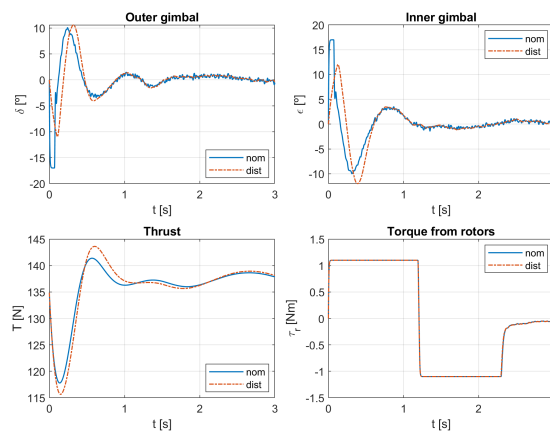 Outer gimbal
10
5
0
-5
-10
-15
-20
δ [º]
0 1 2 3
t [s]
nom
dist
Inner gimbal
20
15
10
5
0
-5
-10
ϵ [º]
0 1 2
t [s]
nom
dist
Thrust
145
140
135
130
125
120
115
T [N]
0 1 2 3
t [s]
nom
dist
Torque from rotors
1.5
1
0.5
0
-0.5
-1
-1.5
τr [Nm]
0 1 2
t [s]
nom
dist